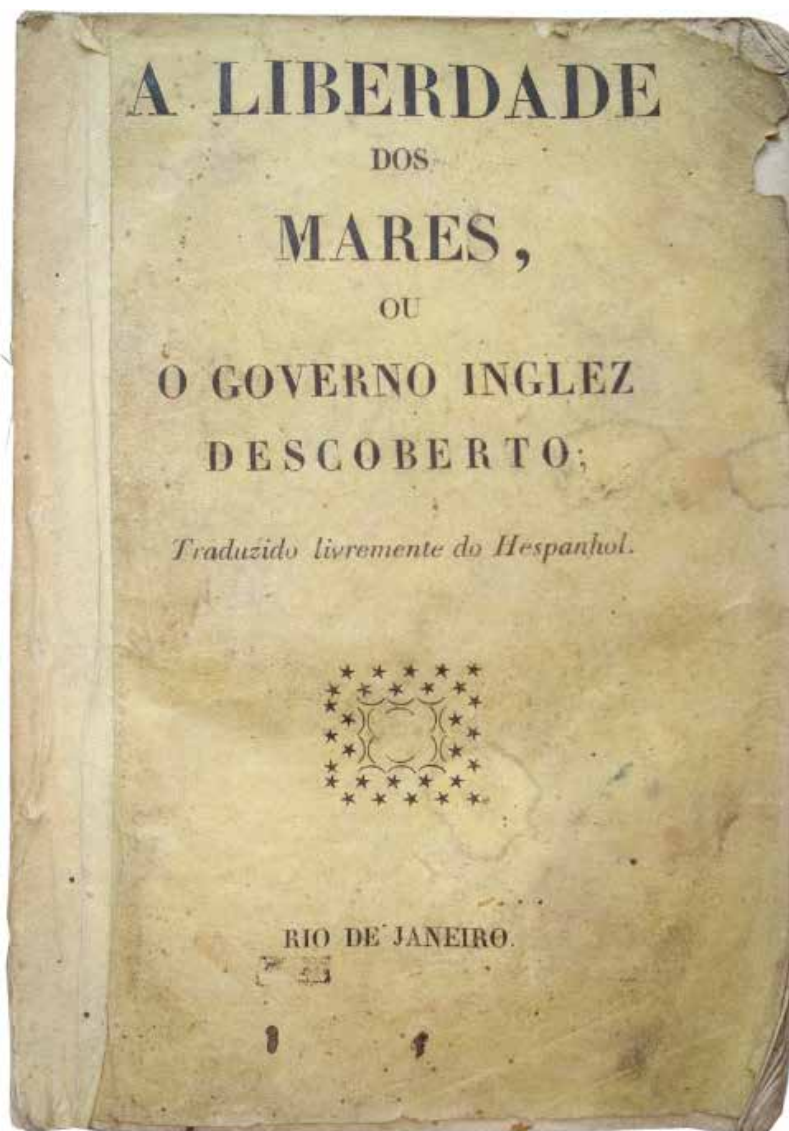 A LIBERDADE
DOS
MARES,
OU
O GOVERNO INGLEZ
DESCOBERTO;
Traduzido livremente do Hespanhol.
RIO DE JANEIRO.